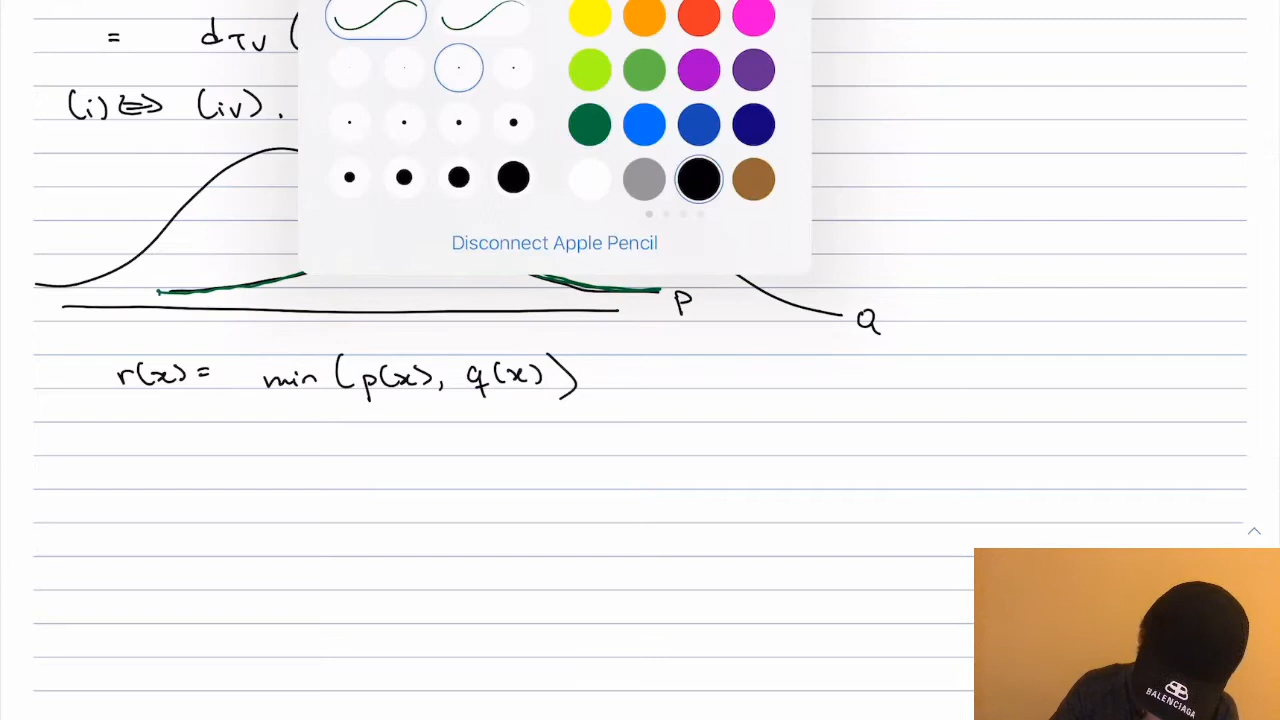 = d_TV (
(i) ⟺ (iv).
Disconnect Apple Pencil
P
Q
r(x) = min (p(x), q(x))
BALENCIAGA